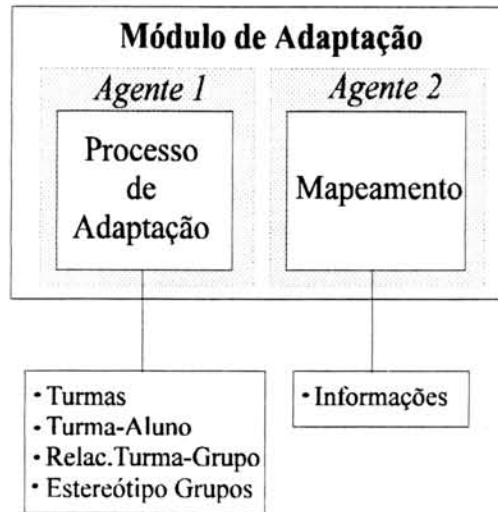 Módulo de Adaptação
Agente 1
Agente 2
Processo
de
Adaptação
Mapeamento
• Turmas
• Turma-Aluno
• Relac.Turma-Grupo
• Estereótipo Grupos
• Informações